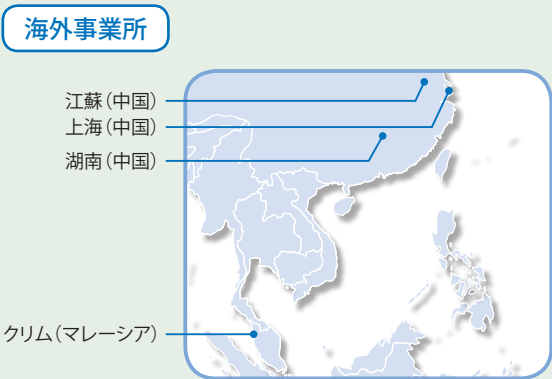 海外事業所
江蘇（中国）
上海（中国）
湖南（中国）
クリム（マレーシア）